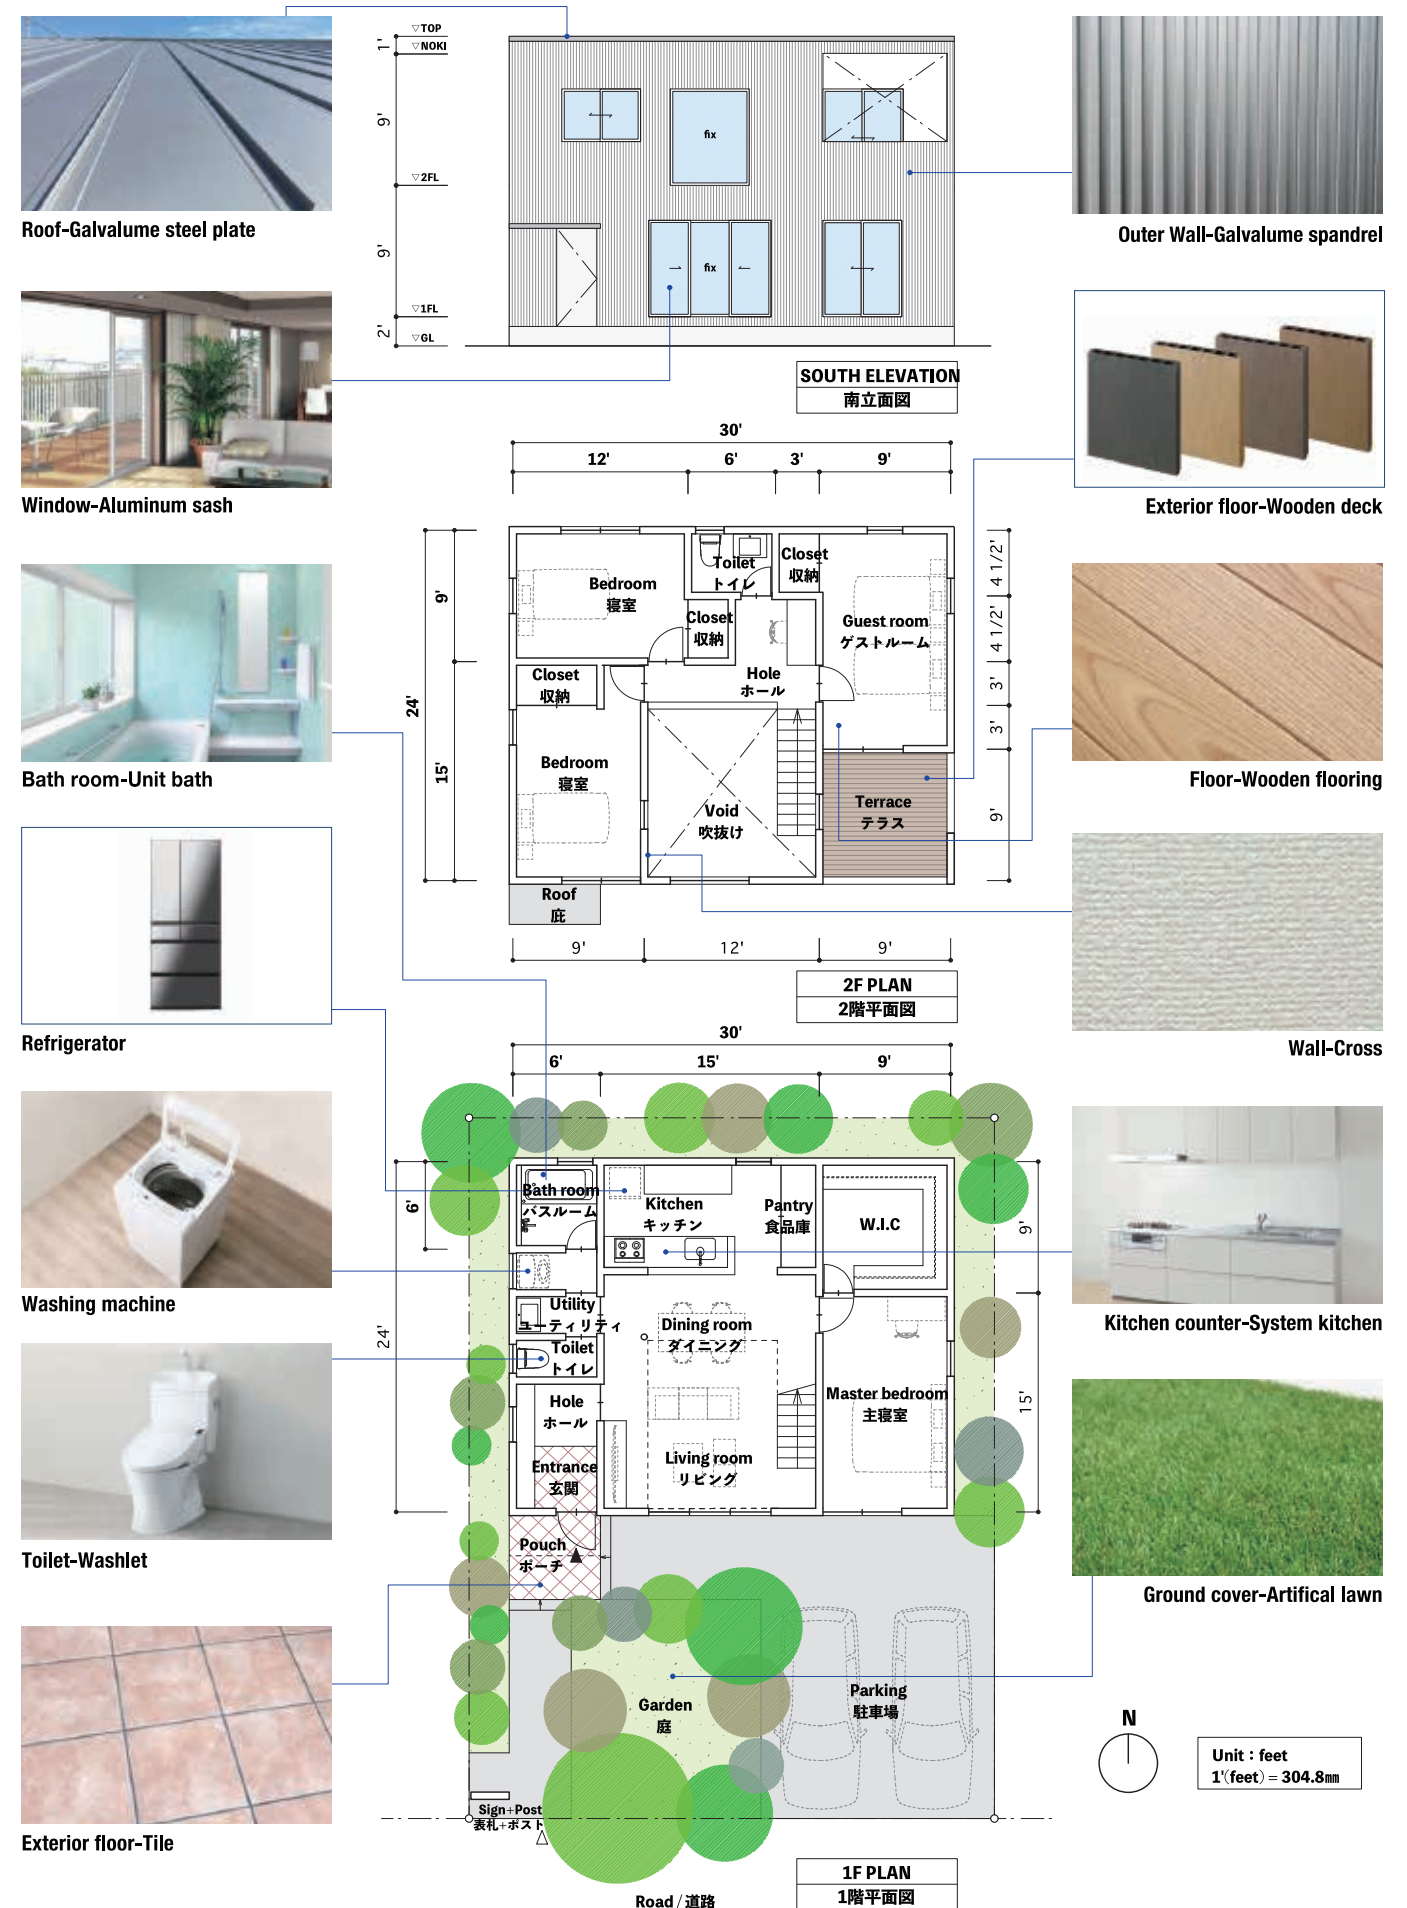 ▽TOP
▽NOKI
1'
9'
▽2FL
9'
▽1FL
2'
▽GL
fix
fix
Roof-Galvalume steel plate
Outer Wall-Galvalume spandrel
SOUTH ELEVATION
南立面図
Window-Aluminum sash
Exterior floor-Wooden deck
30'
12'
6'
3'
9'
24'
9'
15'
4 1/2'
4 1/2'
3'
3'
9'
Bedroom
寝室
Toilet
トイレ
Closet
収納
Closet
収納
Guest room
ゲストルーム
Closet
収納
Hole
ホール
Bedroom
寝室
Void
吹抜け
Terrace
テラス
Roof
庇
9'
12'
9'
2F PLAN
2階平面図
Bath room-Unit bath
Floor-Wooden flooring
Refrigerator
Wall-Cross
30'
6'
15'
9'
6'
24'
9'
15'
Bath room
バスルーム
Kitchen
キッチン
Pantry
食品庫
W.I.C
Utility
ユーティリティ
Toilet
トイレ
Dining room
ダイニング
Hole
ホール
Master bedroom
主寝室
Entrance
玄関
Living room
リビング
Pouch
ポーチ
Garden
庭
Parking
駐車場
Sign+Post
表札+ポスト
Road / 道路
1F PLAN
1階平面図
Washing machine
Kitchen counter-System kitchen
Toilet-Washlet
Ground cover-Artifical lawn
Exterior floor-Tile
N
Unit : feet
1'(feet) = 304.8㎜